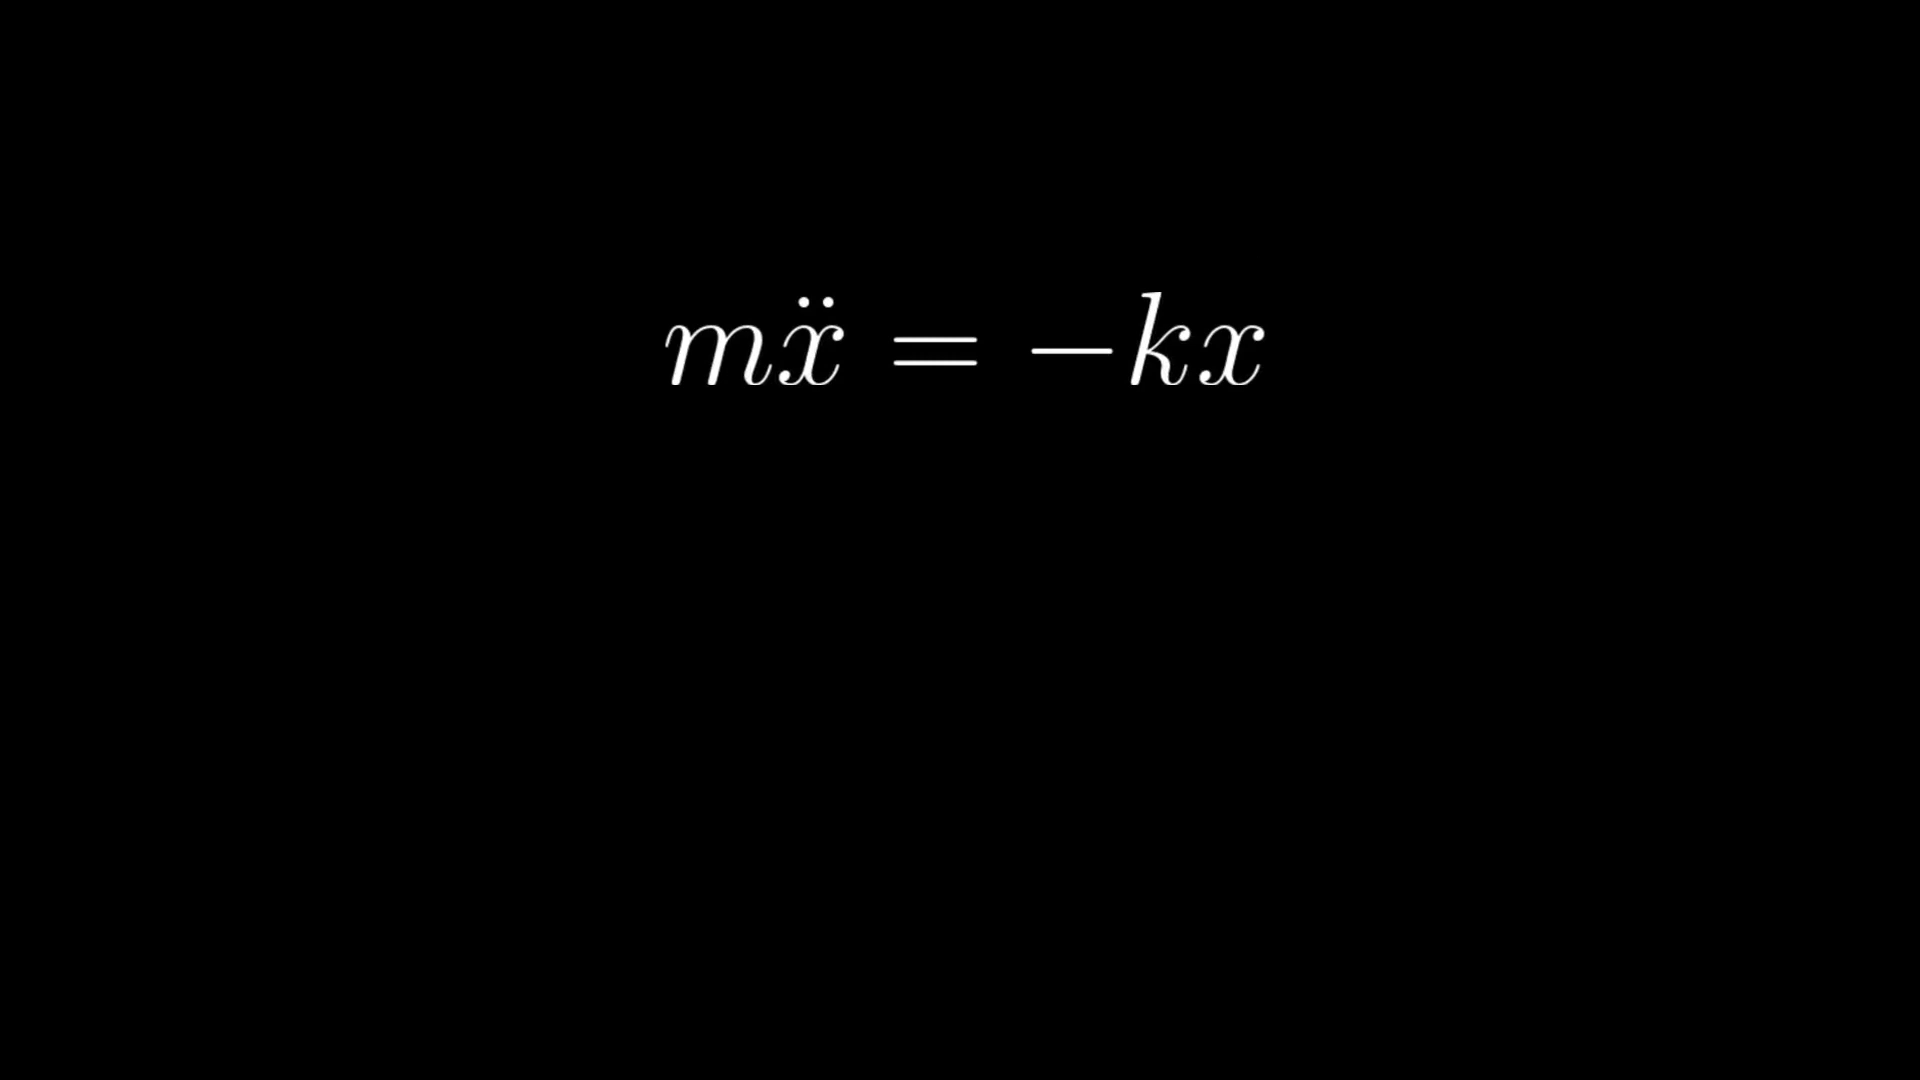 mẍ = −kx